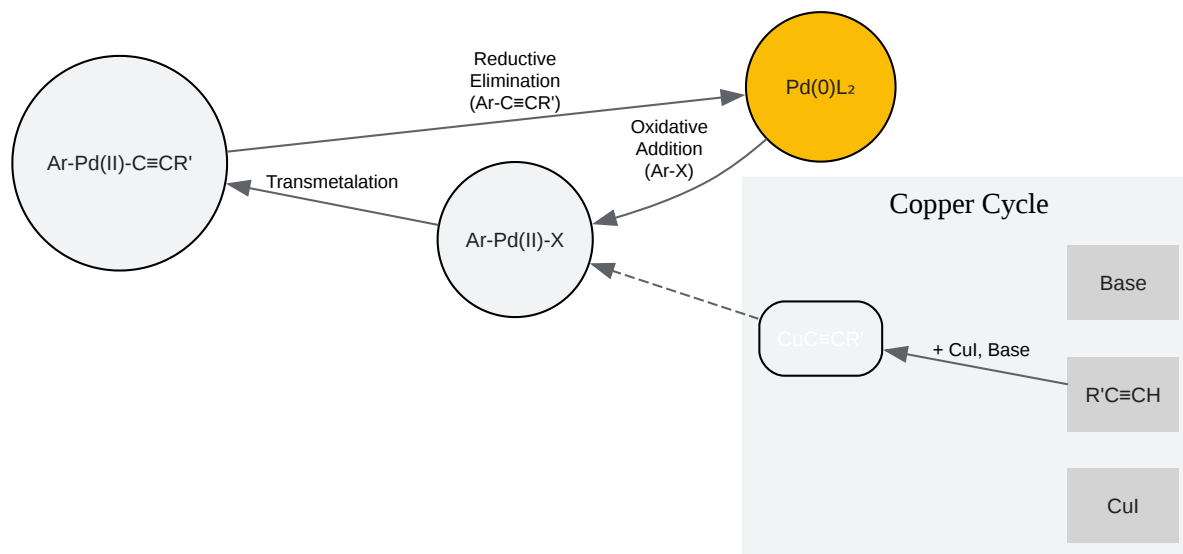 Reductive
Elimination
(Ar-C≡CR')
Pd(0)L₂
Oxidative
Addition
(Ar-X)
Ar-Pd(II)-C≡CR'
Transmetalation
Ar-Pd(II)-X
Copper Cycle
Base
CuC≡CR'
+ CuI, Base
R'C≡CH
CuI